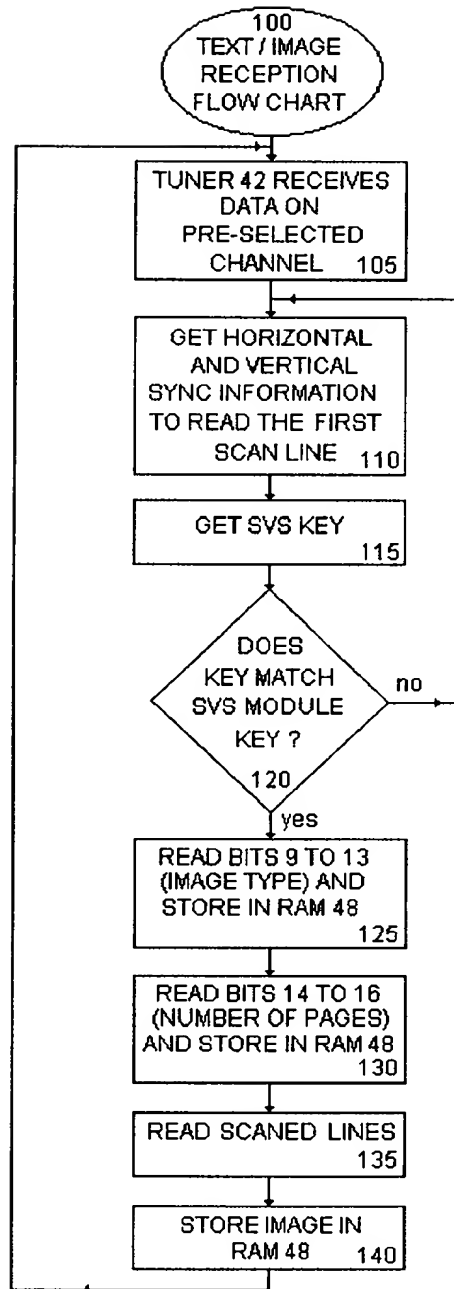 100
TEXT / IMAGE
RECEPTION
FLOW CHART
TUNER 42 RECEIVES
DATA ON
PRE-SELECTED
CHANNEL 105
GET HORIZONTAL
AND VERTICAL
SYNC INFORMATION
TO READ THE FIRST
SCAN LINE 110
GET SVS KEY
115
DOES
KEY MATCH
SVS MODULE
KEY ?
120
no
yes
READ BITS 9 TO 13
(IMAGE TYPE) AND
STORE IN RAM 48
125
READ BITS 14 TO 16
(NUMBER OF PAGES)
AND STORE IN RAM 48
130
READ SCANED LINES
135
STORE IMAGE IN
RAM 48 140